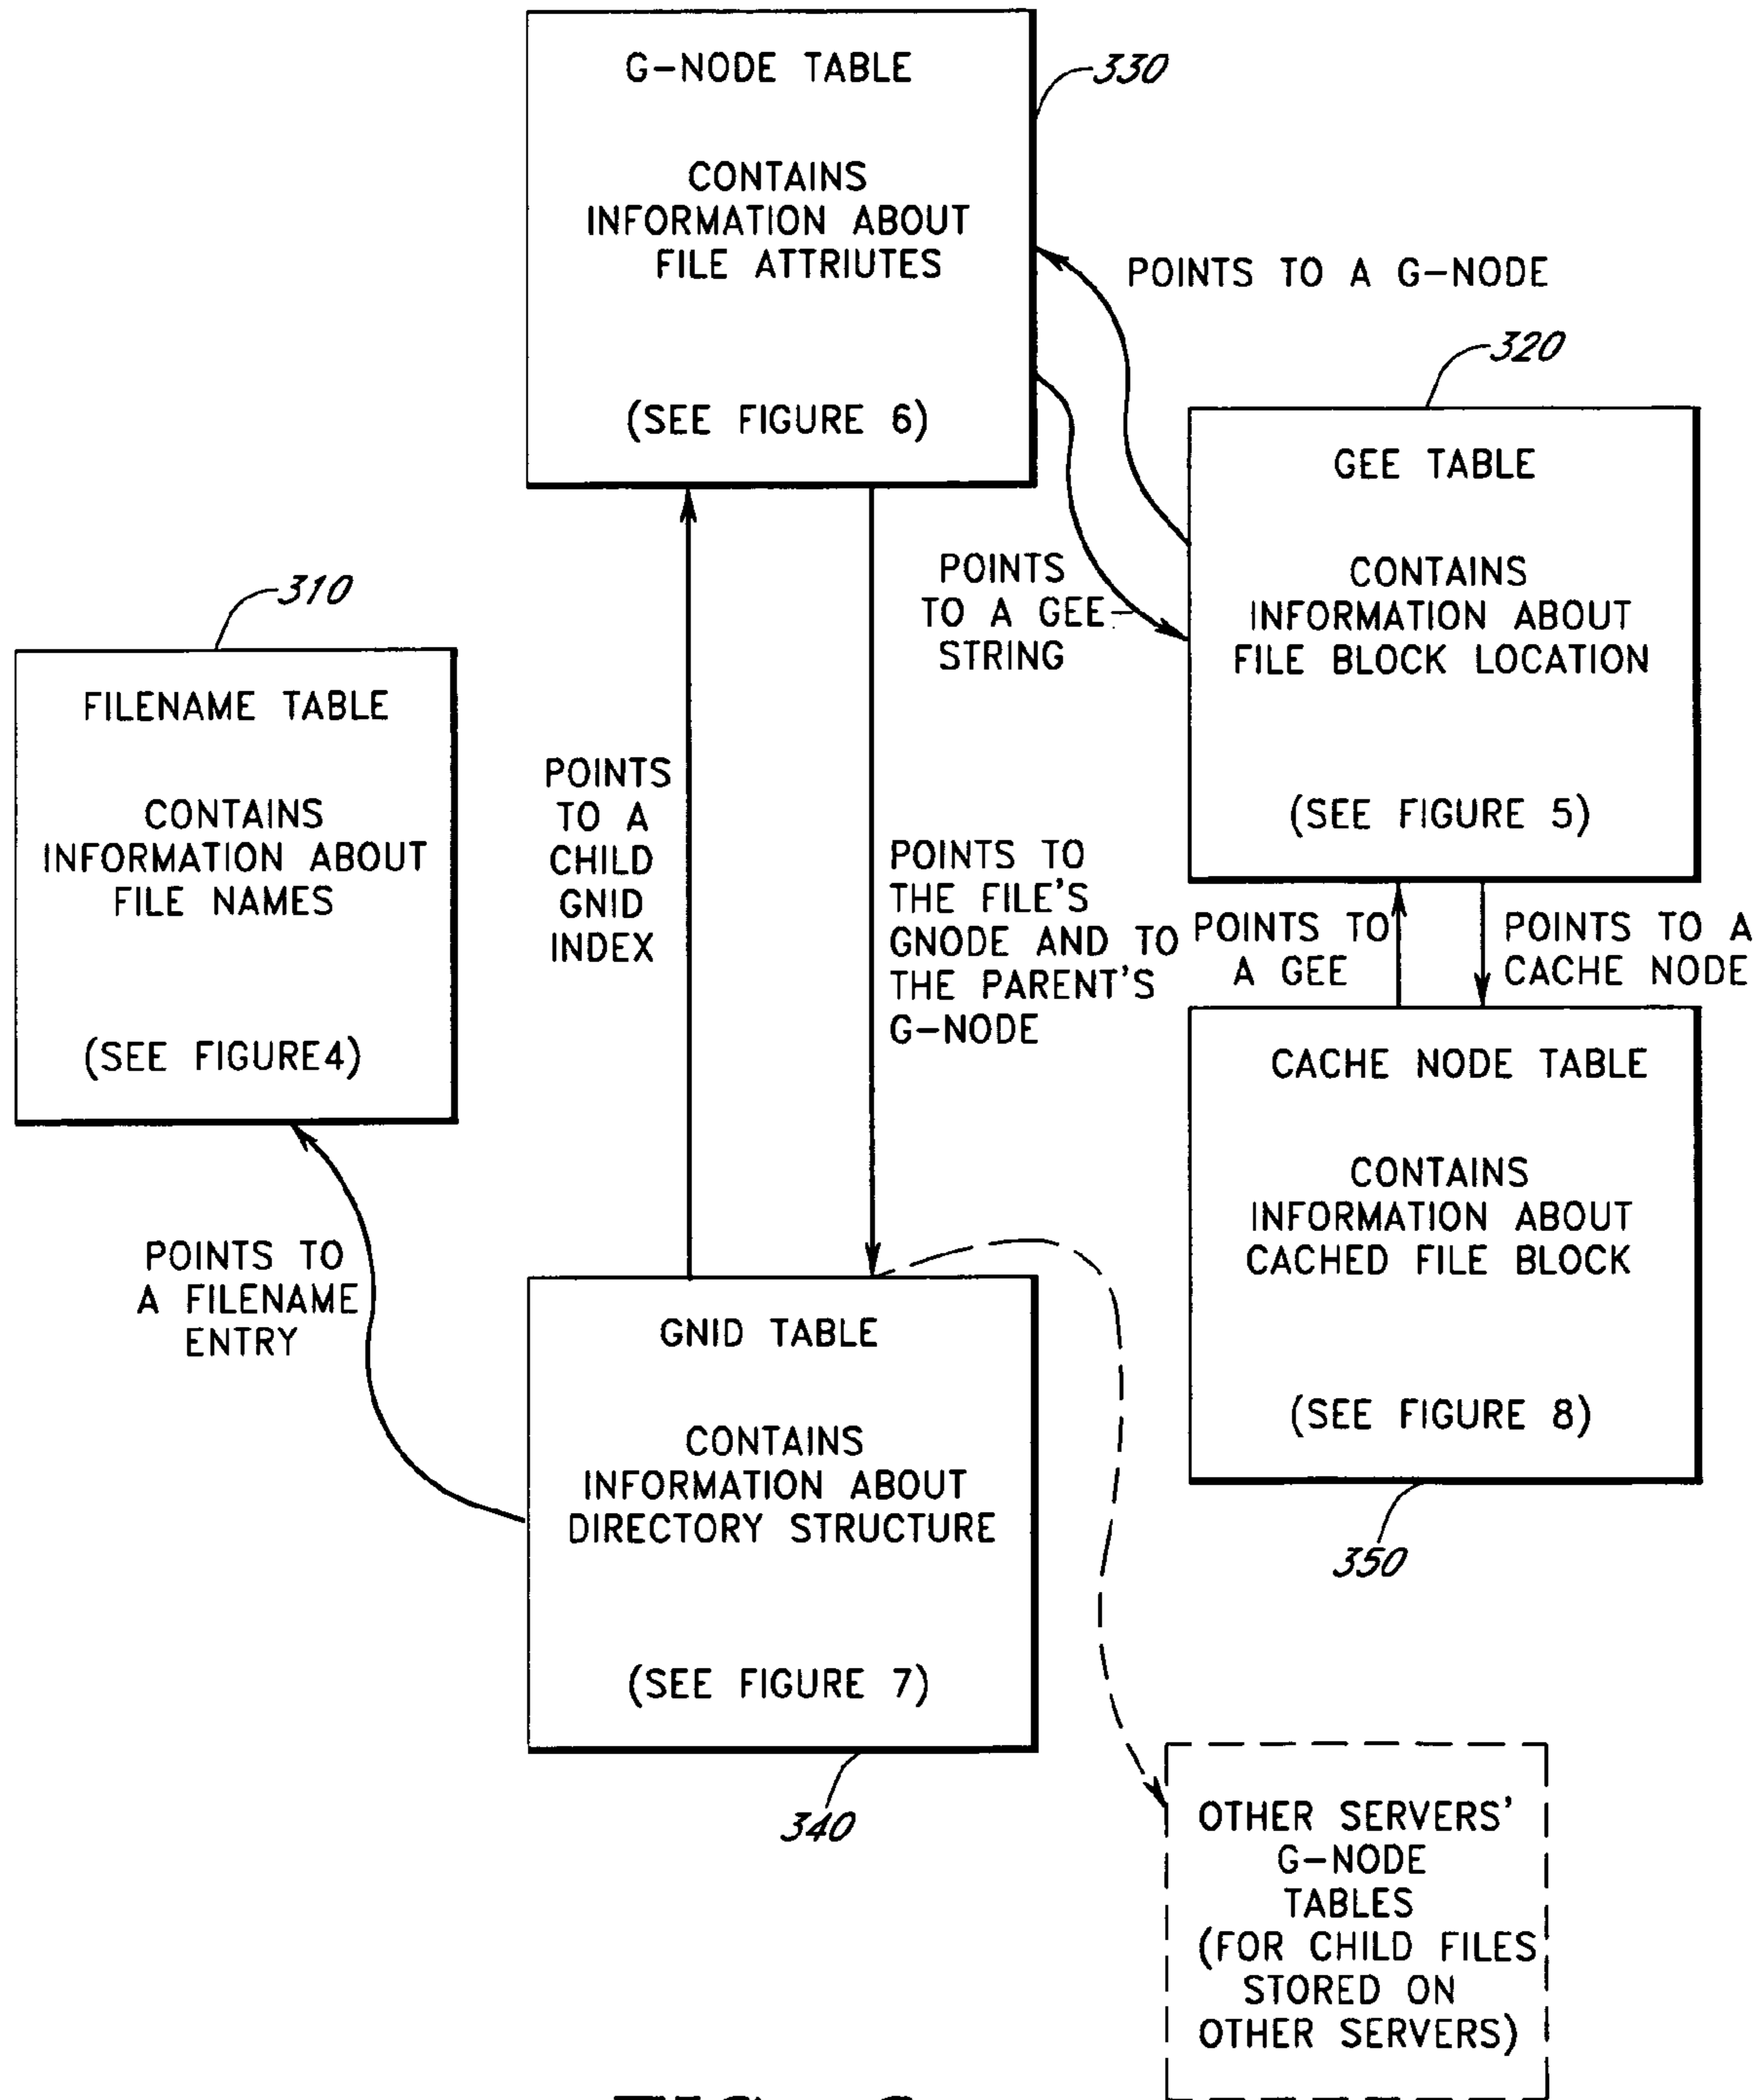 G-NODE TABLE
CONTAINS
INFORMATION ABOUT
FILE ATTRIUTES
(SEE FIGURE 6)
330
POINTS TO A G-NODE
320
GEE TABLE
CONTAINS
INFORMATION ABOUT
FILE BLOCK LOCATION
(SEE FIGURE 5)
POINTS
TO A GEE
STRING
310
FILENAME TABLE
CONTAINS
INFORMATION ABOUT
FILE NAMES
(SEE FIGURE4)
POINTS
TO A
CHILD
GNID
INDEX
POINTS TO
THE FILE'S
GNODE AND TO
THE PARENT'S
G-NODE
POINTS TO
A GEE
POINTS TO A
CACHE NODE
CACHE NODE TABLE
CONTAINS
INFORMATION ABOUT
CACHED FILE BLOCK
(SEE FIGURE 8)
350
POINTS TO
A FILENAME
ENTRY
GNID TABLE
CONTAINS
INFORMATION ABOUT
DIRECTORY STRUCTURE
(SEE FIGURE 7)
340
OTHER SERVERS'
G-NODE
TABLES
(FOR CHILD FILES
STORED ON
OTHER SERVERS)